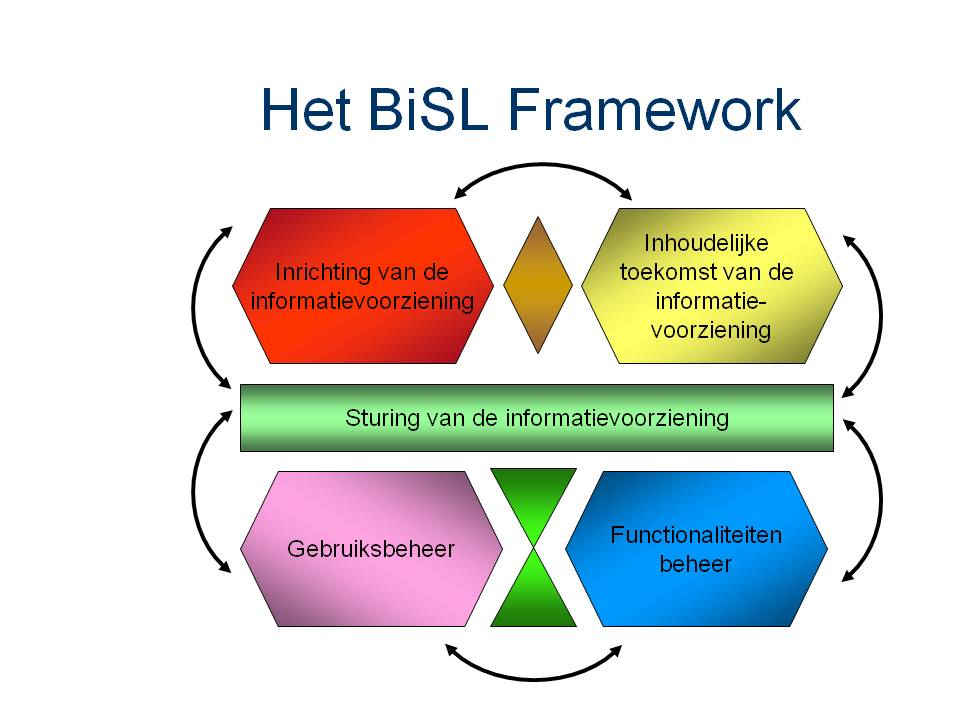 Het BiSL Framework
Inrichting van de
informatievoorziening
Inhoudelijke
toekomst van de
informatie-
voorziening
Sturing van de informatievoorziening
Gebruiksbeheer
Functionaliteiten
beheer